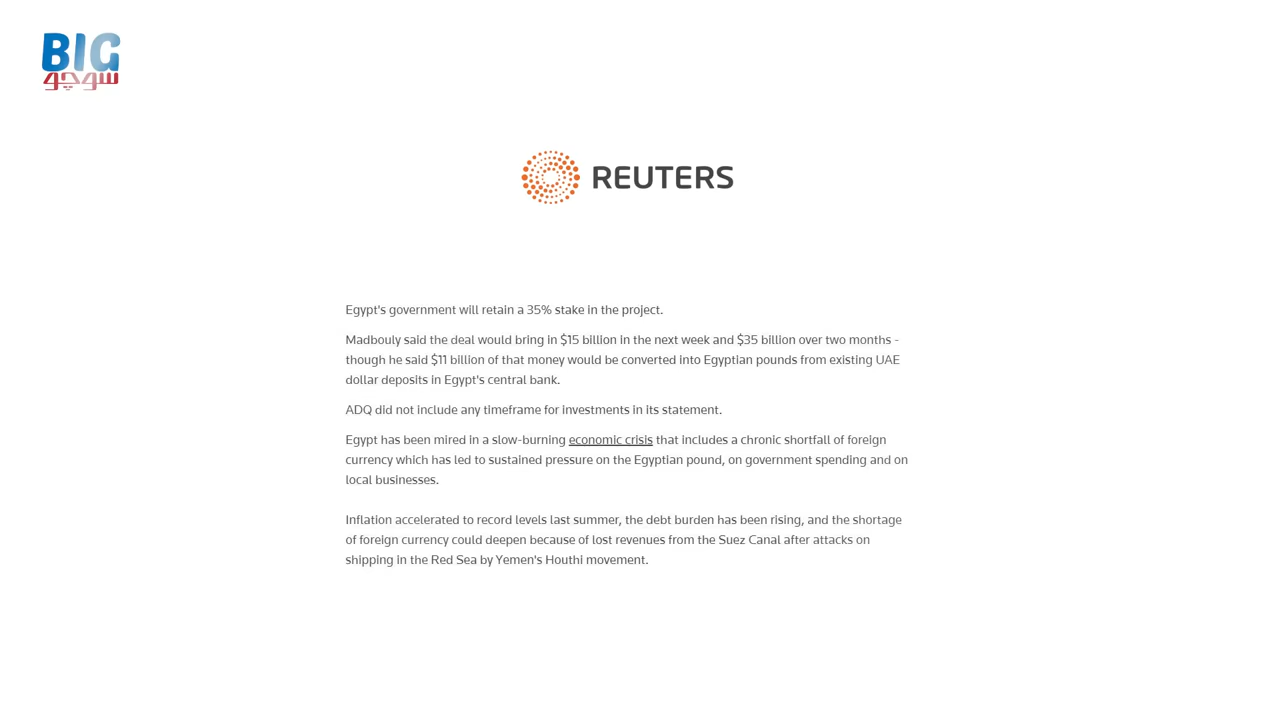 BIG
سوچو
REUTERS
Egypt's government will retain a 35% stake in the project.
Madbouly said the deal would bring in $15 billion in the next week and $35 billion over two months -
though he said $11 billion of that money would be converted into Egyptian pounds from existing UAE
dollar deposits in Egypt's central bank.
ADQ did not include any timeframe for investments in its statement.
Egypt has been mired in a slow-burning economic crisis that includes a chronic shortfall of foreign
currency which has led to sustained pressure on the Egyptian pound, on government spending and on
local businesses.
Inflation accelerated to record levels last summer, the debt burden has been rising, and the shortage
of foreign currency could deepen because of lost revenues from the Suez Canal after attacks on
shipping in the Red Sea by Yemen's Houthi movement.